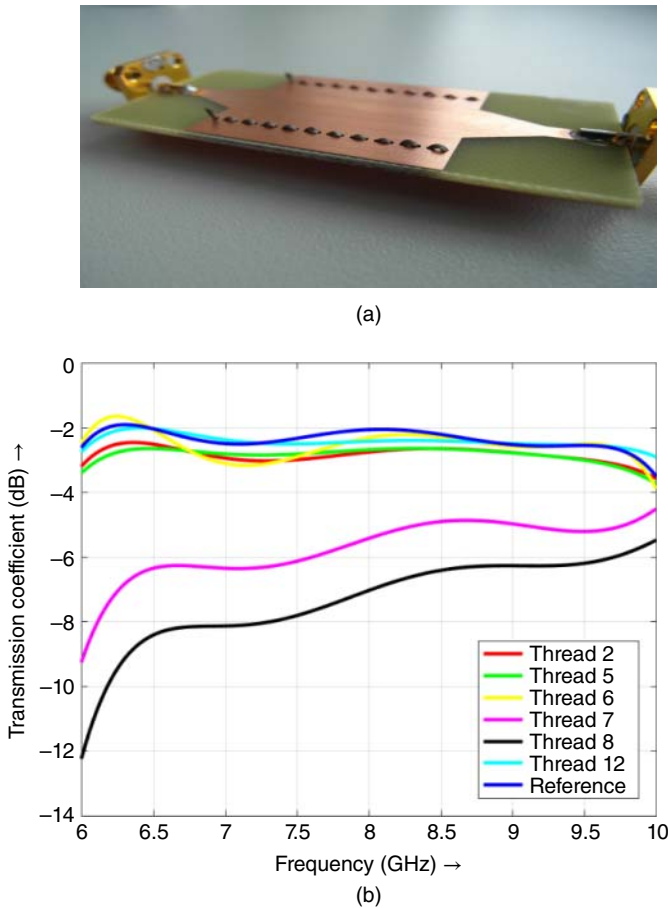 (a)
Transmission coefficient (dB) →
0
−2
−4
−6
−8
−10
−12
−14
6
6.5
7
7.5
8
8.5
9
9.5
10
Thread 2
Thread 5
Thread 6
Thread 7
Thread 8
Thread 12
Reference
Frequency (GHz) →
(b)